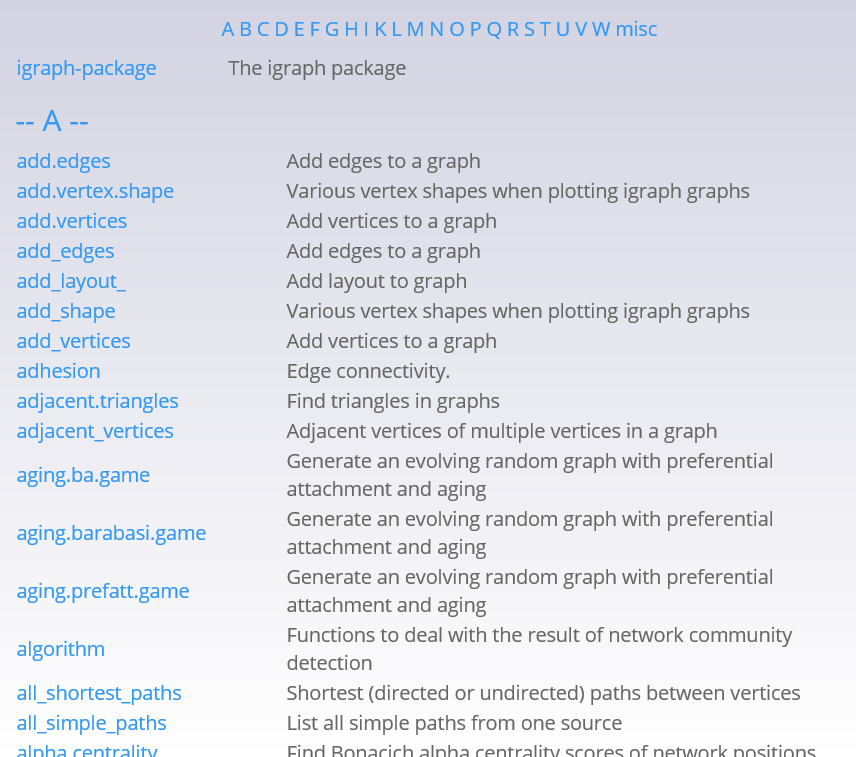 A B C D E F G H I K L M N O P Q R S T U V W misc
igraph-package The igraph package
-- A --
add.edges Add edges to a graph
add.vertex.shape Various vertex shapes when plotting igraph graphs
add.vertices Add vertices to a graph
add_edges Add edges to a graph
add_layout_ Add layout to graph
add_shape Various vertex shapes when plotting igraph graphs
add_vertices Add vertices to a graph
adhesion Edge connectivity.
adjacent.triangles Find triangles in graphs
adjacent_vertices Adjacent vertices of multiple vertices in a graph
aging.ba.game Generate an evolving random graph with preferential
attachment and aging
aging.barabasi.game Generate an evolving random graph with preferential
attachment and aging
aging.prefatt.game Generate an evolving random graph with preferential
attachment and aging
algorithm Functions to deal with the result of network community
detection
all_shortest_paths Shortest (directed or undirected) paths between vertices
all_simple_paths List all simple paths from one source
alpha.centrality Find Bonacich alpha centrality scores of network positions